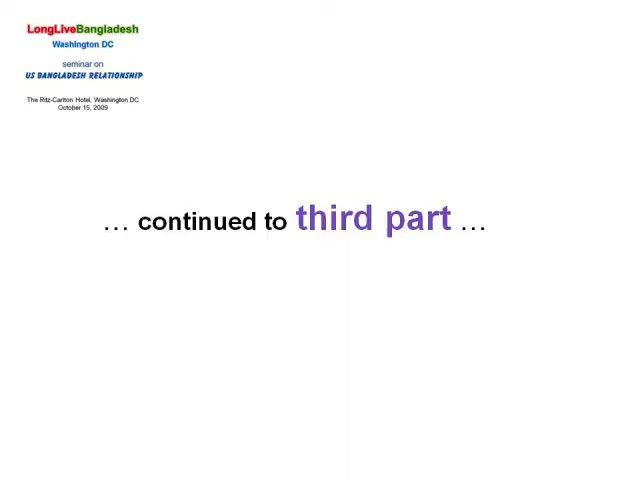 LongLiveBangladesh
Washington DC
seminar on
US BANGLADESH RELATIONSHIP
The Ritz-Carlton Hotel, Washington DC
October 15, 2009
... continued to third part ...